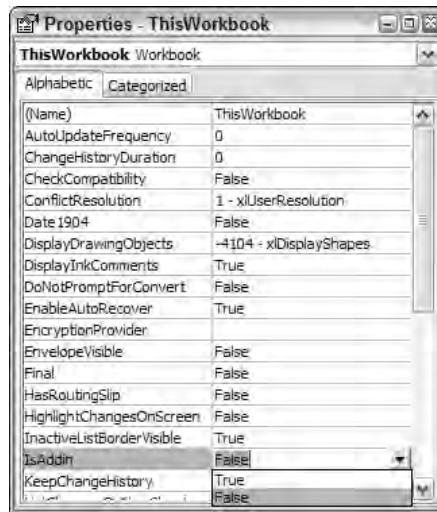 Properties - ThisWorkbook
ThisWorkbook Workbook
Alphabetic Categorized
(Name) ThisWorkbook
AutoUpdateFrequency 0
ChangeHistoryDuration 0
CheckCompatibility False
ConflictResolution 1 - xlUserResolution
Date1904 False
DisplayDrawingObjects -4104 - xlDisplayShapes
DisplayInkComments True
DoNotPromptForConvert False
EnableAutoRecover True
EncryptionProvider
EnvelopeVisible False
Final False
HasRoutingSlip False
HighlightChangesOnScreen False
InactiveListBorderVisible True
IsAddin False
KeepChangeHistory True
False